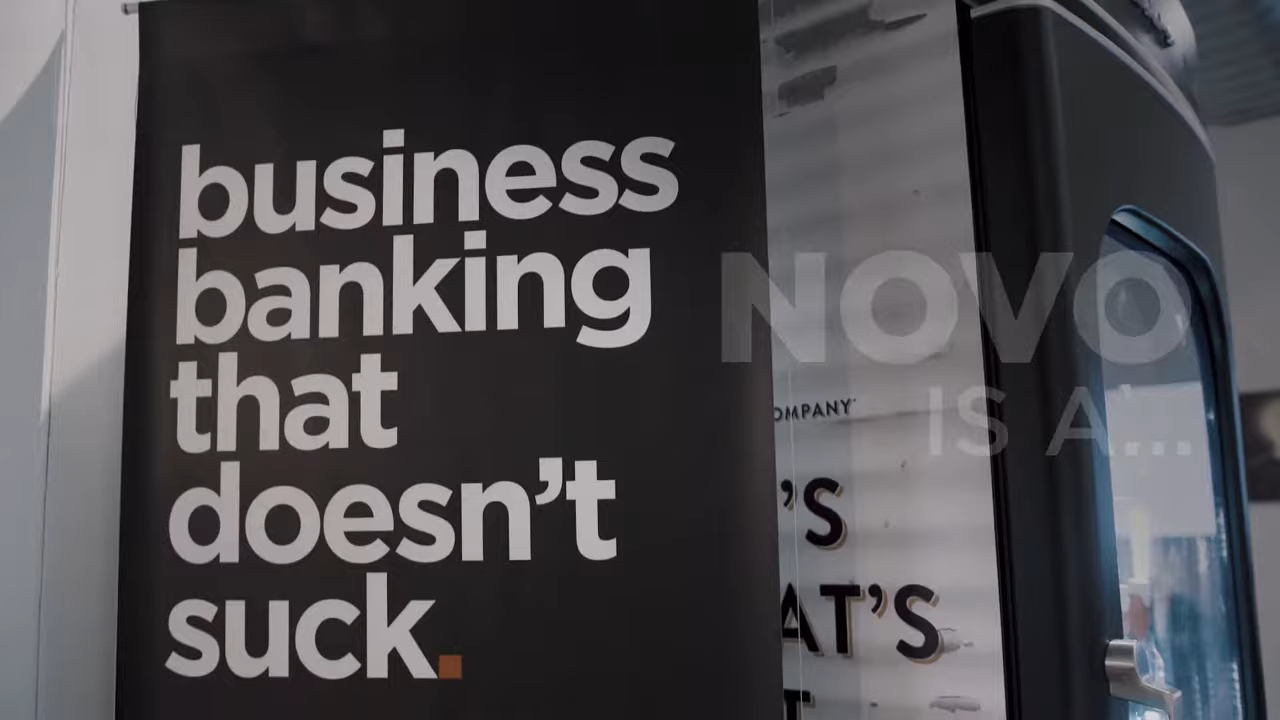 business
banking
that
doesn't
suck.
NOVO
IS A...
OMPANY
'S
AT'S
T